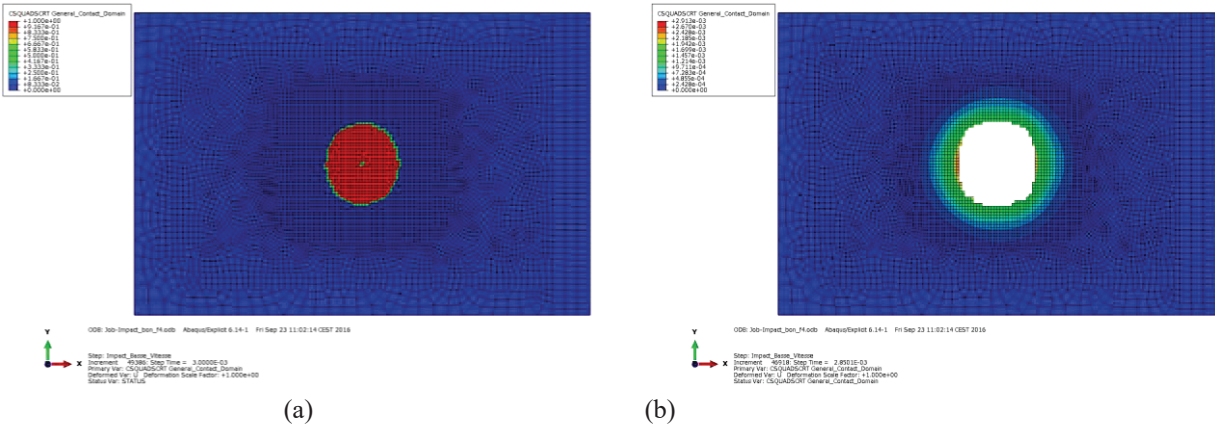 CSQUADSCRT General_Contact_Domain
+1.000e+00
+9.167e-01
+8.333e-01
+7.500e-01
+6.667e-01
+5.833e-01
+5.000e-01
+4.167e-01
+3.333e-01
+2.500e-01
+1.667e-01
+8.333e-02
+0.000e+00
ODB: Job-Impact_bon_f4.odb Abaqus/Explicit 6.14-1 Fri Sep 23 11:02:14 CEST 2016
Y
X
Step: Impact_Basse_Vitesse
Increment 49386: Step Time = 3.0000E-03
Primary Var: CSQUADSCRT General_Contact_Domain
Deformed Var: U Deformation Scale Factor: +1.000e+00
Status Var: STATUS
(a)
CSQUADSCRT General_Contact_Domain
+2.913e-03
+2.670e-03
+2.428e-03
+2.185e-03
+1.942e-03
+1.699e-03
+1.457e-03
+1.214e-03
+9.711e-04
+7.283e-04
+4.855e-04
+2.428e-04
+0.000e+00
ODB: Job-Impact_bon_f4.odb Abaqus/Explicit 6.14-1 Fri Sep 23 11:02:14 CEST 2016
Y
X
Step: Impact_Basse_Vitesse
Increment 46918: Step Time = 2.8501E-03
Primary Var: CSQUADSCRT General_Contact_Domain
Deformed Var: U Deformation Scale Factor: +1.000e+00
Status Var: CSQUADSCRT General_Contact_Domain
(b)